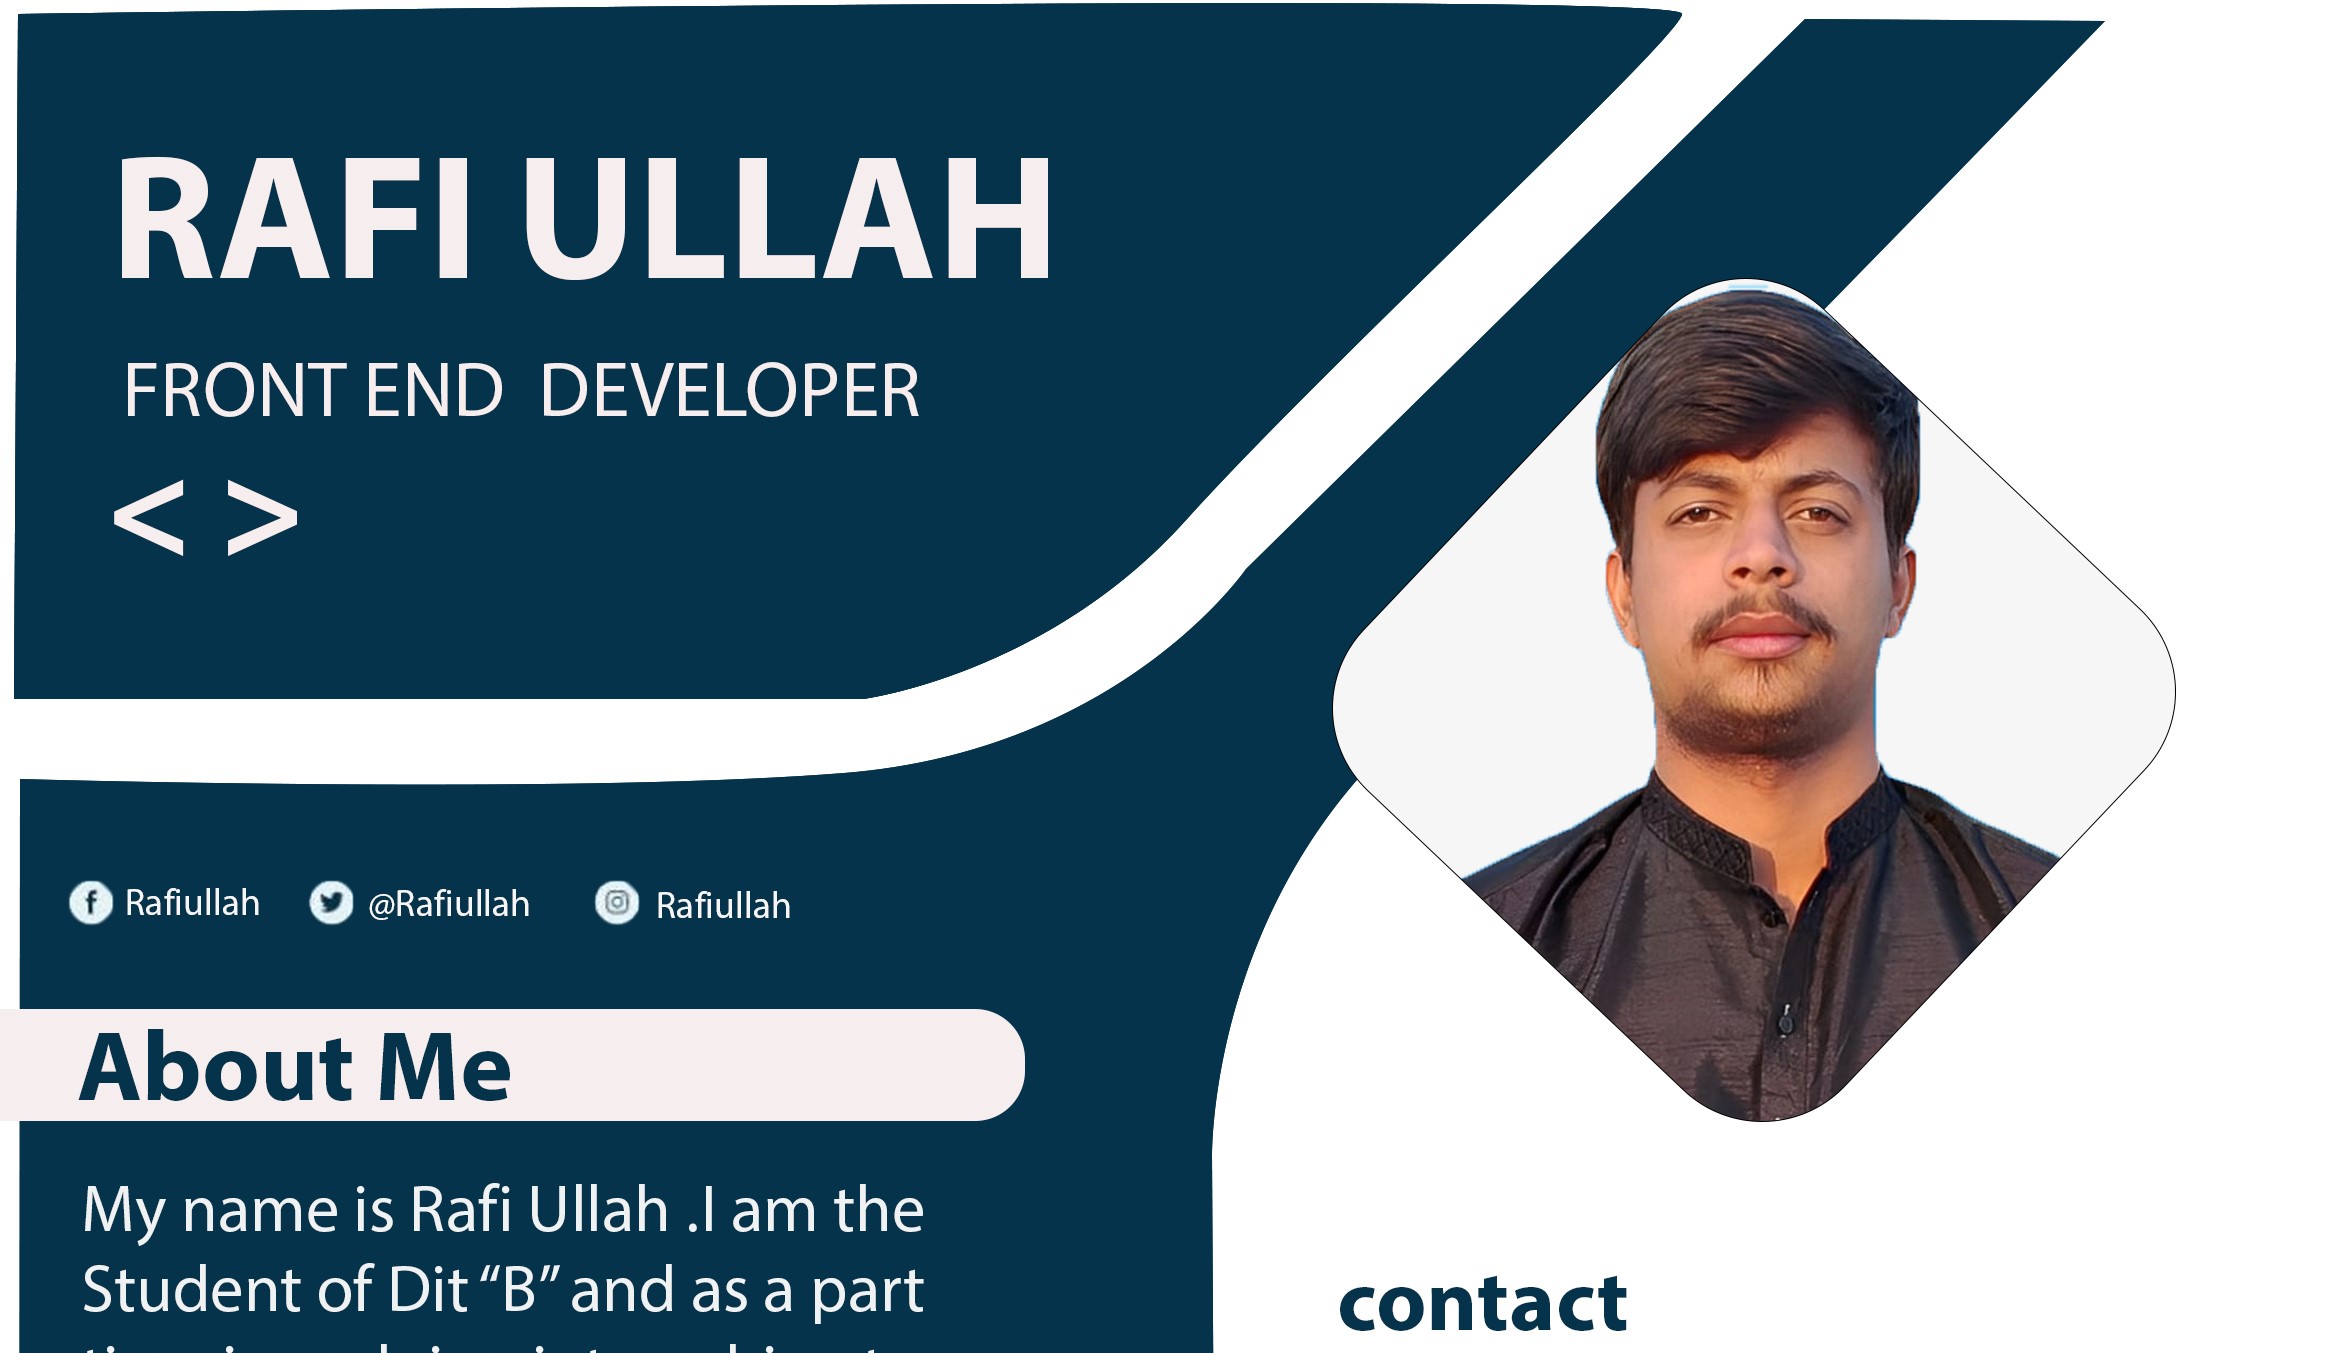 RAFI ULLAH
FRONT END  DEVELOPER
< >
Rafiullah @Rafiullah Rafiullah
About Me
My name is Rafi Ullah .I am the
Student of Dit “B” and as a part
contact